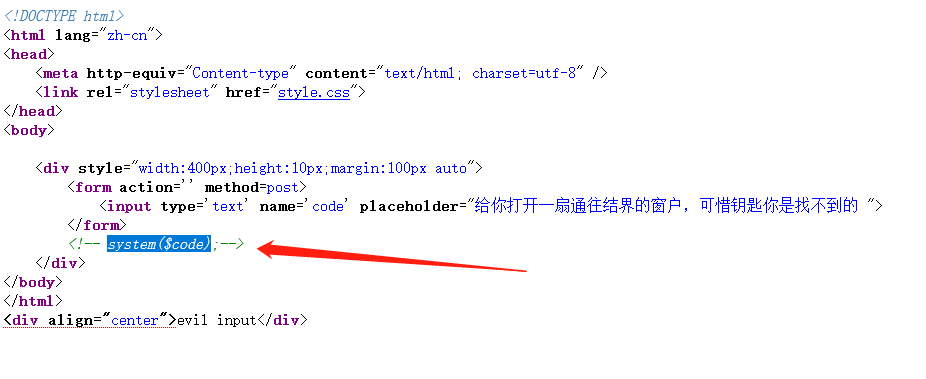 <!DOCTYPE html>
<html lang="zh-cn">
<head>
<meta http-equiv="Content-type" content="text/html; charset=utf-8" />
<link rel="stylesheet" href="style.css">
</head>
<body>
<div style="width:400px;height:10px;margin:100px auto">
<form action='' method=post>
<input type='text' name='code' placeholder="给你打开一扇通往结界的窗户，可惜钥匙你是找不到的 ">
</form>
<!-- system($code);-->
</div>
</body>
</html>
<div align="center">evil input</div>